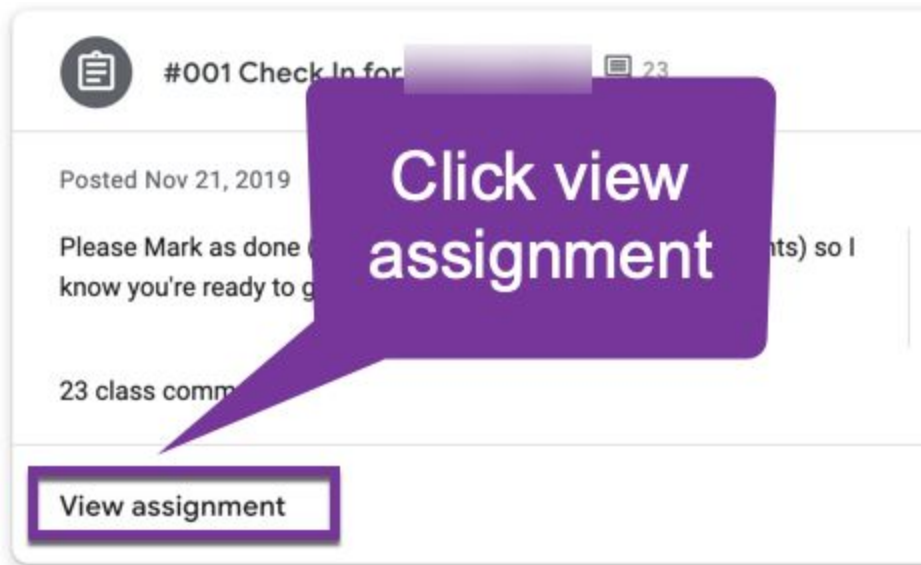 #001 Check In for
23
Posted Nov 21, 2019
Click view
assignment
Please Mark as done (
nts) so I
know you're ready to g
23 class comm
View assignment